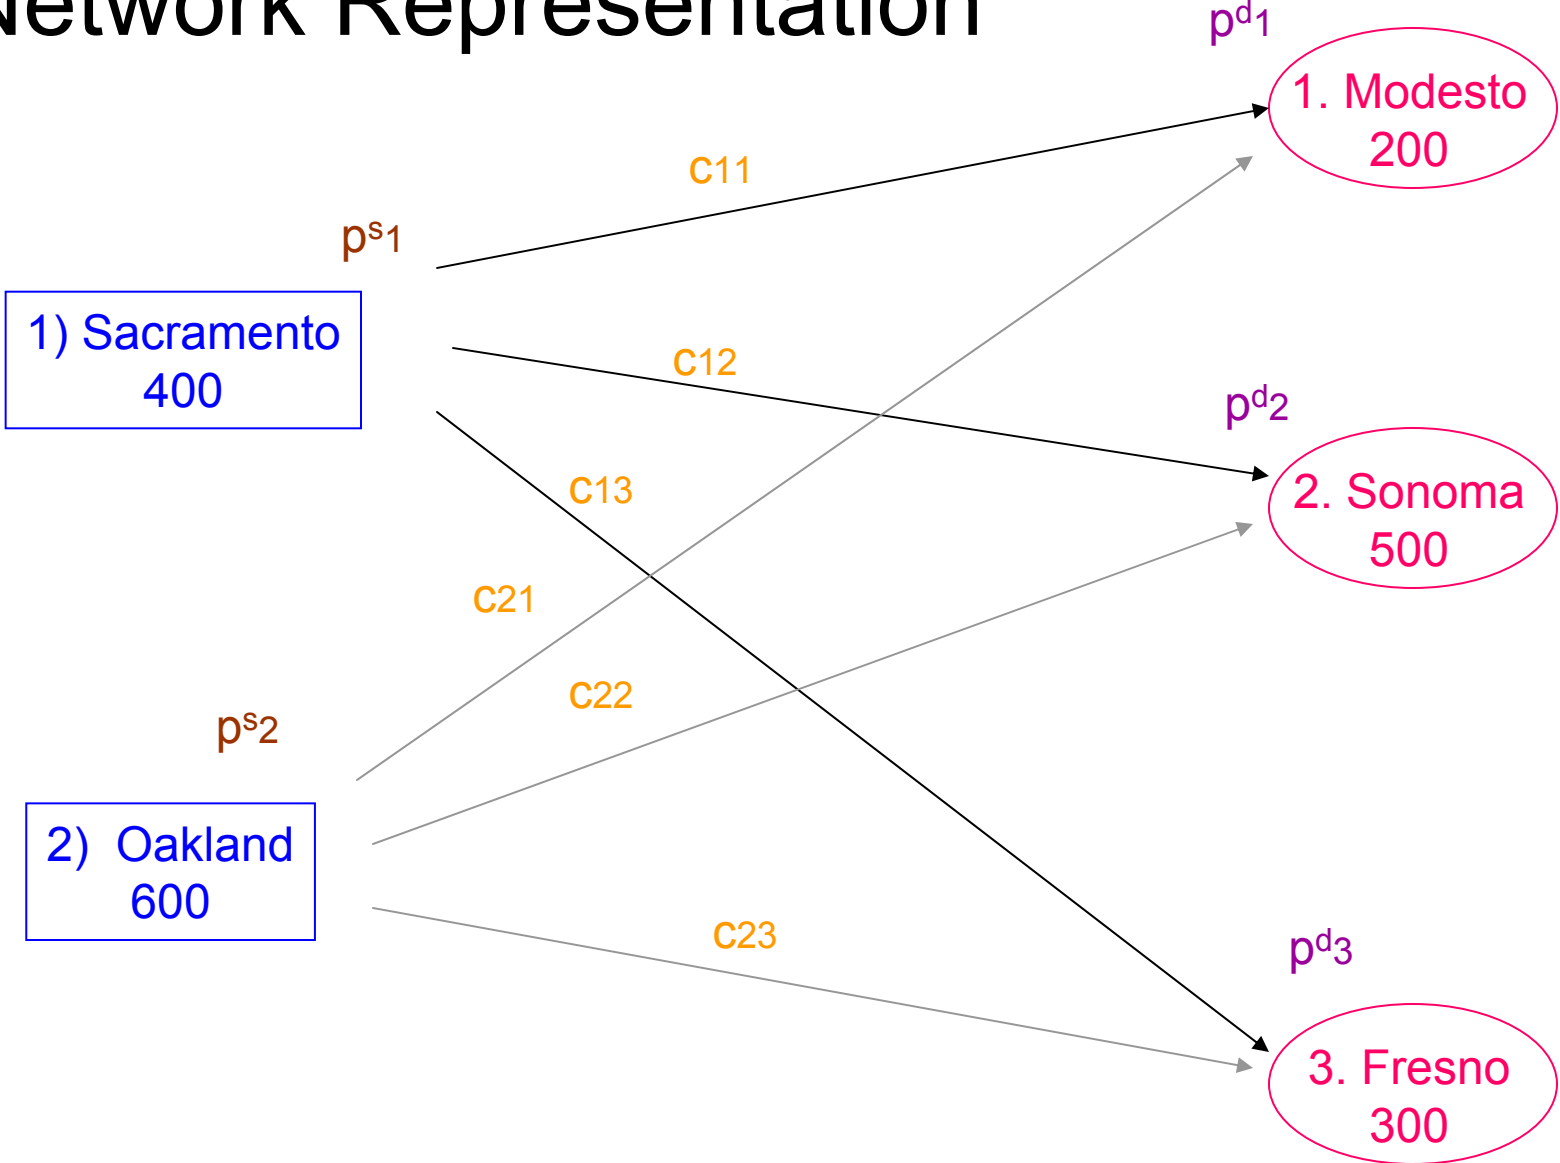 Network Representation
pd1
1. Modesto
200
c11
ps1
1) Sacramento
400
c12
pd2
2. Sonoma
500
c13
c21
c22
ps2
2) Oakland
600
c23
pd3
3. Fresno
300